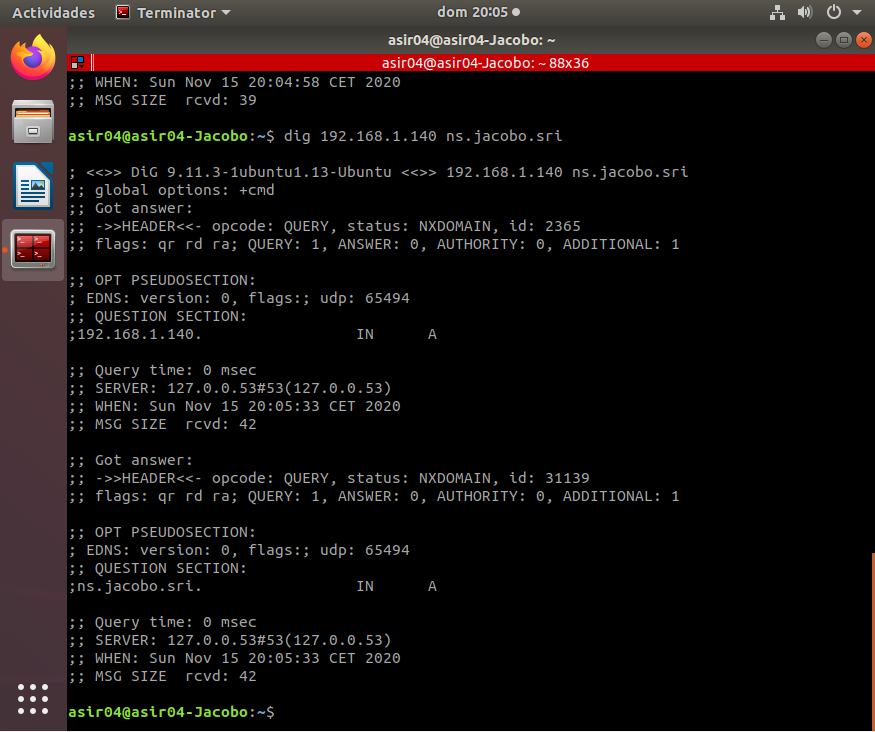 Actividades Terminator dom 20:05
asir04@asir04-Jacobo: ~
asir04@asir04-Jacobo: ~ 88x36
;; WHEN: Sun Nov 15 20:04:58 CET 2020
;; MSG SIZE  rcvd: 39

asir04@asir04-Jacobo:~$ dig 192.168.1.140 ns.jacobo.sri

; <<>> DiG 9.11.3-1ubuntu1.13-Ubuntu <<>> 192.168.1.140 ns.jacobo.sri
;; global options: +cmd
;; Got answer:
;; ->>HEADER<<- opcode: QUERY, status: NXDOMAIN, id: 2365
;; flags: qr rd ra; QUERY: 1, ANSWER: 0, AUTHORITY: 0, ADDITIONAL: 1

;; OPT PSEUDOSECTION:
; EDNS: version: 0, flags:; udp: 65494
;; QUESTION SECTION:
;192.168.1.140.                 IN      A

;; Query time: 0 msec
;; SERVER: 127.0.0.53#53(127.0.0.53)
;; WHEN: Sun Nov 15 20:05:33 CET 2020
;; MSG SIZE  rcvd: 42

;; Got answer:
;; ->>HEADER<<- opcode: QUERY, status: NXDOMAIN, id: 31139
;; flags: qr rd ra; QUERY: 1, ANSWER: 0, AUTHORITY: 0, ADDITIONAL: 1

;; OPT PSEUDOSECTION:
; EDNS: version: 0, flags:; udp: 65494
;; QUESTION SECTION:
;ns.jacobo.sri.                 IN      A

;; Query time: 0 msec
;; SERVER: 127.0.0.53#53(127.0.0.53)
;; WHEN: Sun Nov 15 20:05:33 CET 2020
;; MSG SIZE  rcvd: 42

asir04@asir04-Jacobo:~$